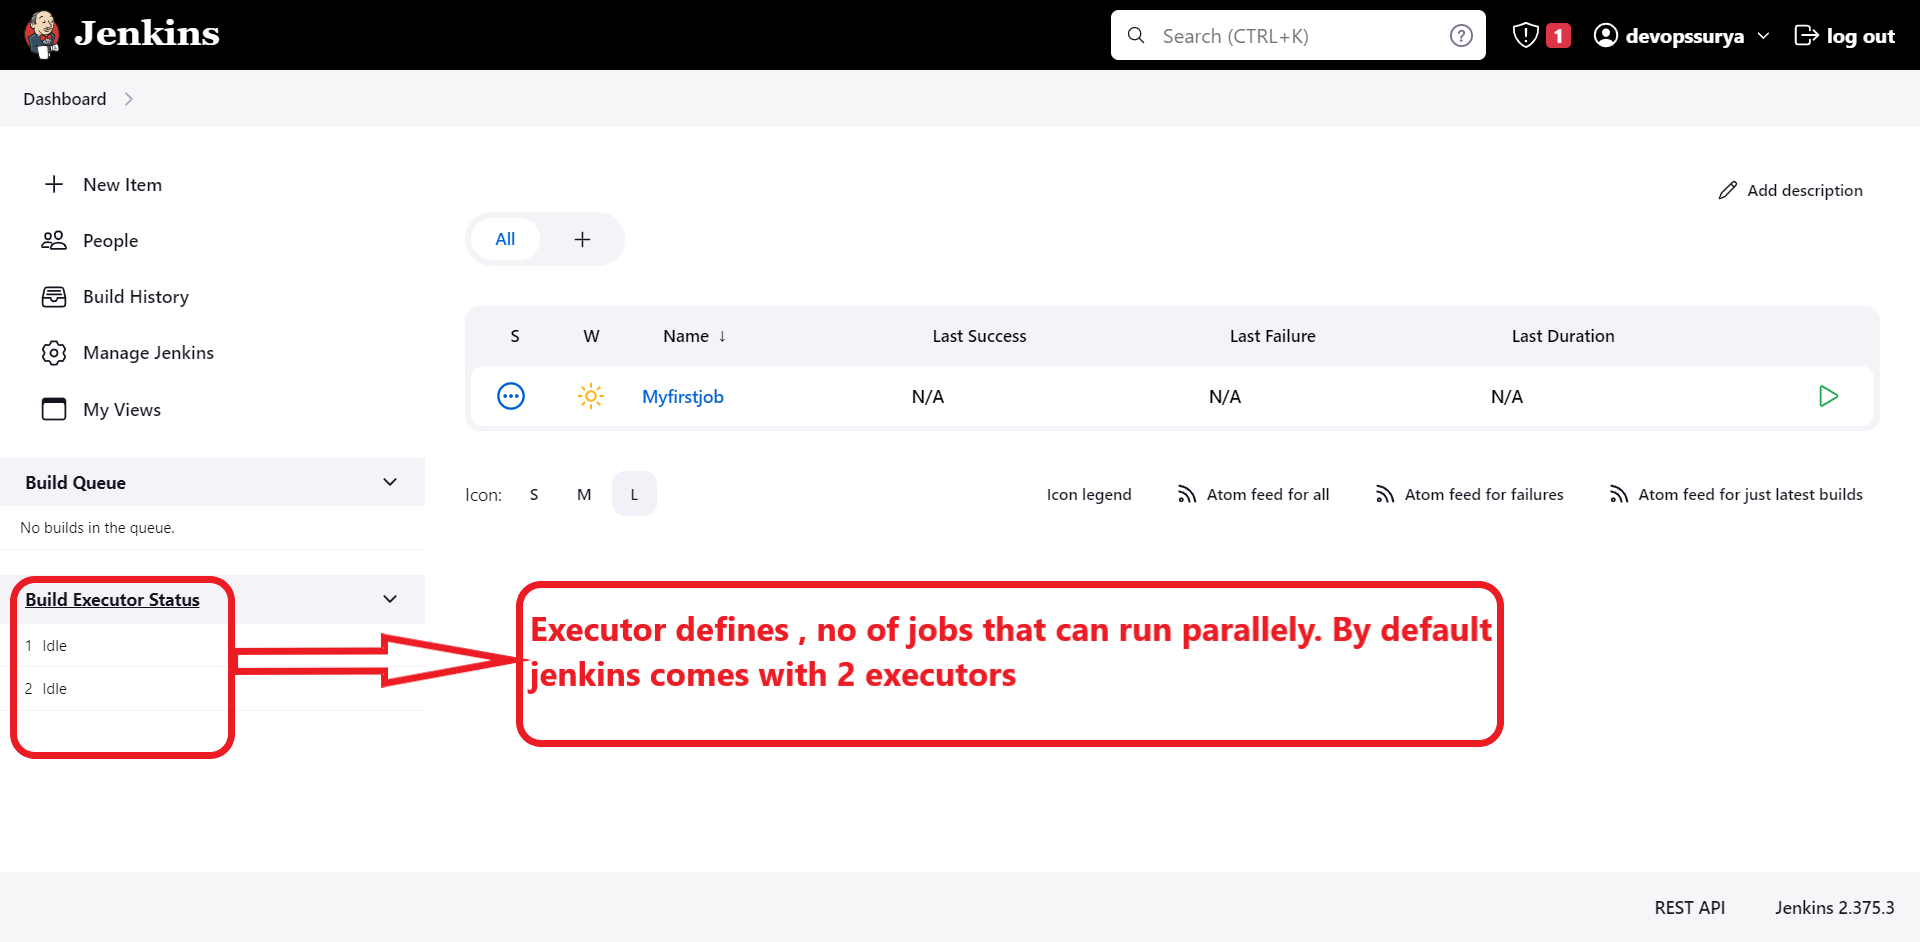 Jenkins
Search (CTRL+K)
1
devopssurya
log out
Dashboard
New Item
People
Build History
Manage Jenkins
My Views
Add description
All
S W Name ↓ Last Success Last Failure Last Duration
Myfirstjob N/A N/A N/A
Icon: S M L
Icon legend
Atom feed for all
Atom feed for failures
Atom feed for just latest builds
Build Queue
No builds in the queue.
Build Executor Status
1 Idle
2 Idle
Executor defines , no of jobs that can run parallely. By default
jenkins comes with 2 executors
REST API
Jenkins 2.375.3